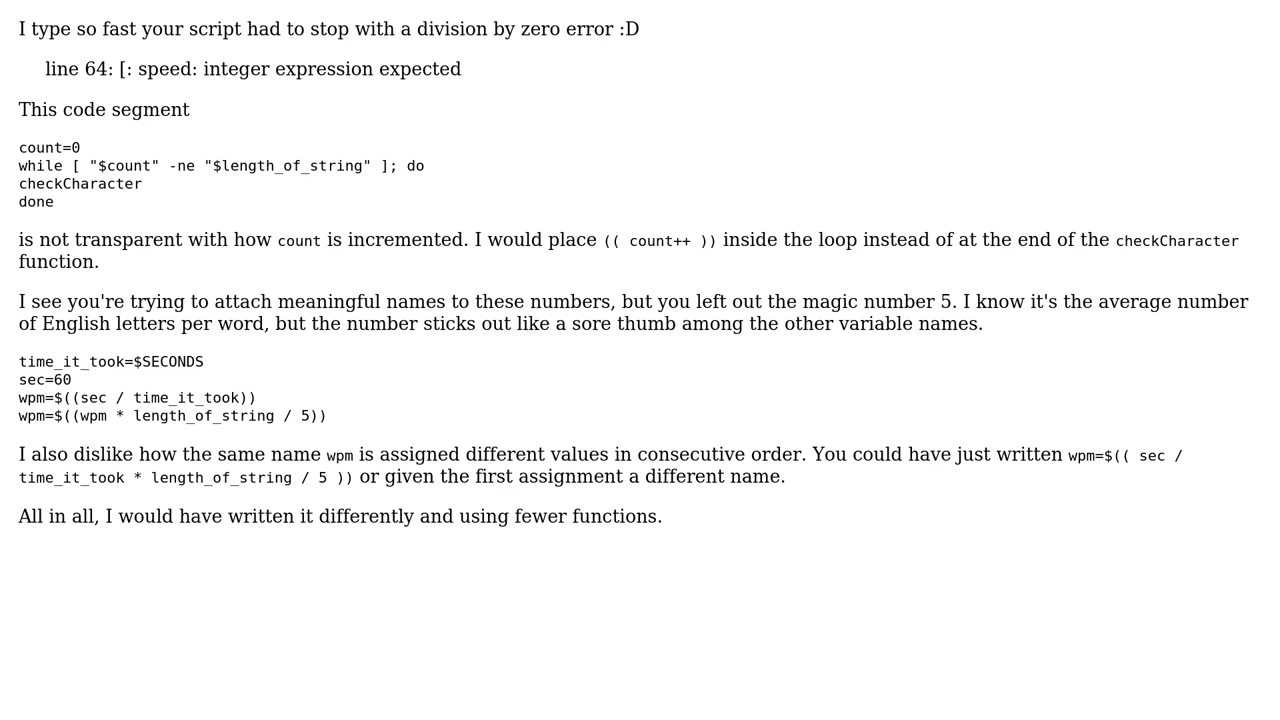 I type so fast your script had to stop with a division by zero error :D
line 64: [: speed: integer expression expected
This code segment
count=0
while [ "$count" -ne "$length_of_string" ]; do
checkCharacter
done
is not transparent with how count is incremented. I would place (( count++ )) inside the loop instead of at the end of the checkCharacter
function.
I see you're trying to attach meaningful names to these numbers, but you left out the magic number 5. I know it's the average number
of English letters per word, but the number sticks out like a sore thumb among the other variable names.
time_it_took=$SECONDS
sec=60
wpm=$((sec / time_it_took))
wpm=$((wpm * length_of_string / 5))
I also dislike how the same name wpm is assigned different values in consecutive order. You could have just written wpm=$(( sec /
time_it_took * length_of_string / 5 )) or given the first assignment a different name.
All in all, I would have written it differently and using fewer functions.